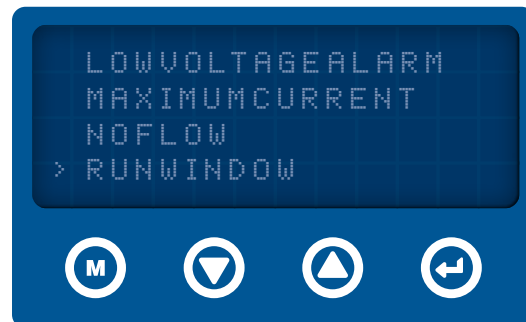 LOWVOLTAGEALARM
MAXIMUMCURRENT
NOFLOW
> RUNWINDOW
M